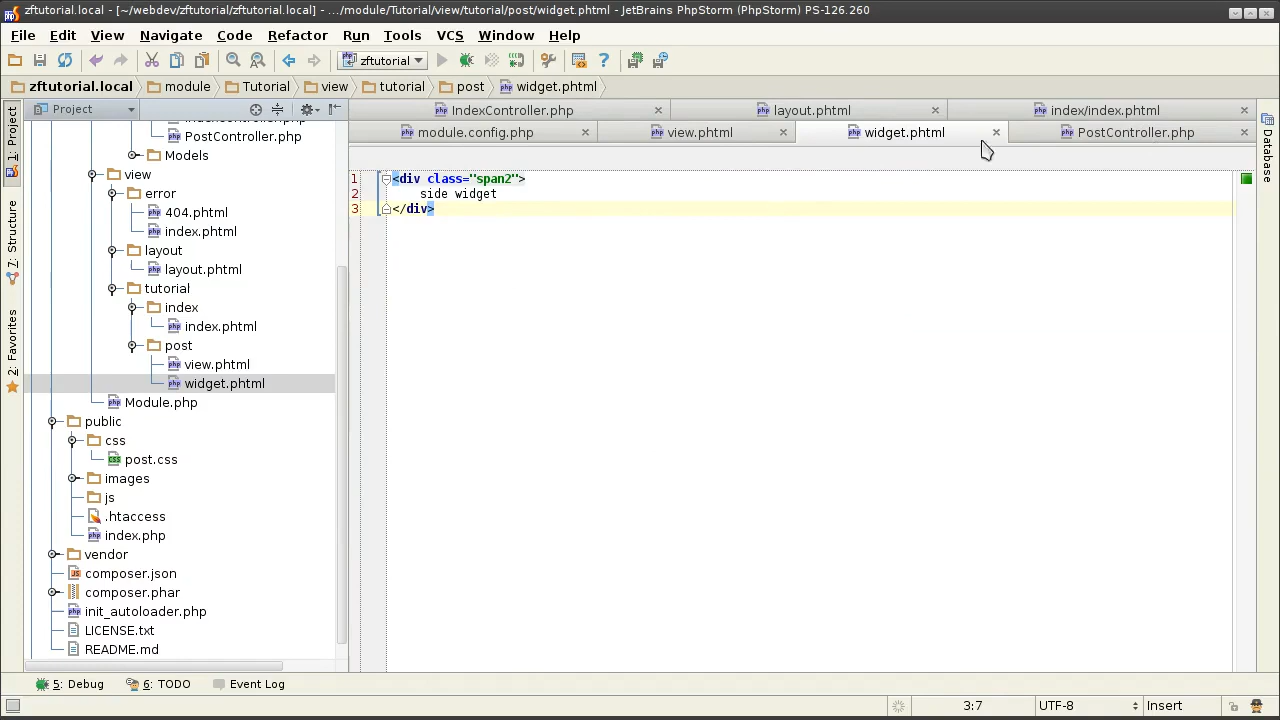 zftutorial.local - [~/webdev/zftutorial/zftutorial.local] - .../module/Tutorial/view/tutorial/post/widget.phtml - JetBrains PhpStorm (PhpStorm) PS-126.260
File Edit View Navigate Code Refactor Run Tools VCS Window Help
zftutorial
zftutorial.local module Tutorial view tutorial post widget.phtml
Project
IndexController.php layout.phtml index/index.phtml
module.config.php view.phtml widget.phtml PostController.php
1: Project
7: Structure
2: Favorites
Database
PostController.php
Models
view
error
404.phtml
index.phtml
layout
layout.phtml
tutorial
index
index.phtml
post
view.phtml
widget.phtml
Module.php
public
css
post.css
images
js
.htaccess
index.php
vendor
composer.json
composer.phar
init_autoloader.php
LICENSE.txt
README.md
1 <div class="span2">
2 side widget
3 </div>
5: Debug 6: TODO Event Log
3:7 UTF-8 Insert